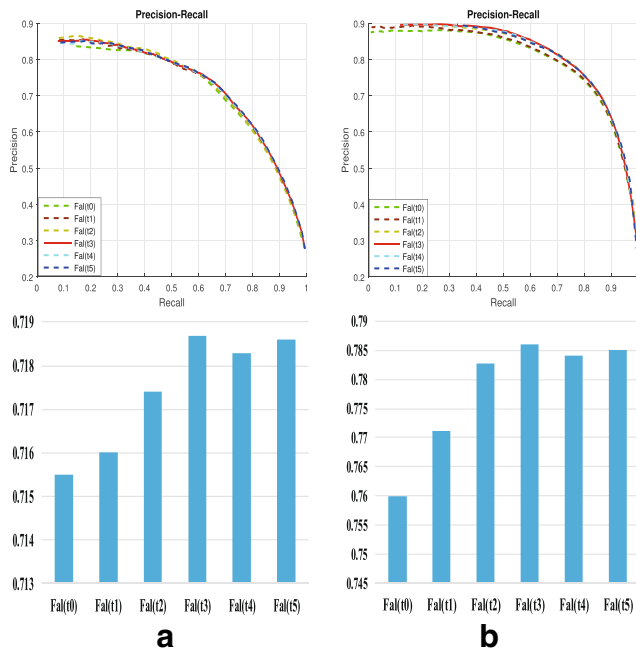 Precision-Recall
0.9
0.8
0.7
0.6
0.5
0.4
0.3
0.2
Precision
Fal(t0)
Fal(t1)
Fal(t2)
Fal(t3)
Fal(t4)
Fal(t5)
0 0.1 0.2 0.3 0.4 0.5 0.6 0.7 0.8 0.9 1
Recall
Precision-Recall
0.9
0.8
0.7
0.6
0.5
0.4
0.3
0.2
Precision
Fal(t0)
Fal(t1)
Fal(t2)
Fal(t3)
Fal(t4)
Fal(t5)
0 0.1 0.2 0.3 0.4 0.5 0.6 0.7 0.8 0.9 1
Recall
0.719
0.718
0.717
0.716
0.715
0.714
0.713
Fal(t0) Fal(t1) Fal(t2) Fal(t3) Fal(t4) Fal(t5)
a
0.79
0.785
0.78
0.775
0.77
0.765
0.76
0.755
0.75
0.745
Fal(t0) Fal(t1) Fal(t2) Fal(t3) Fal(t4) Fal(t5)
b